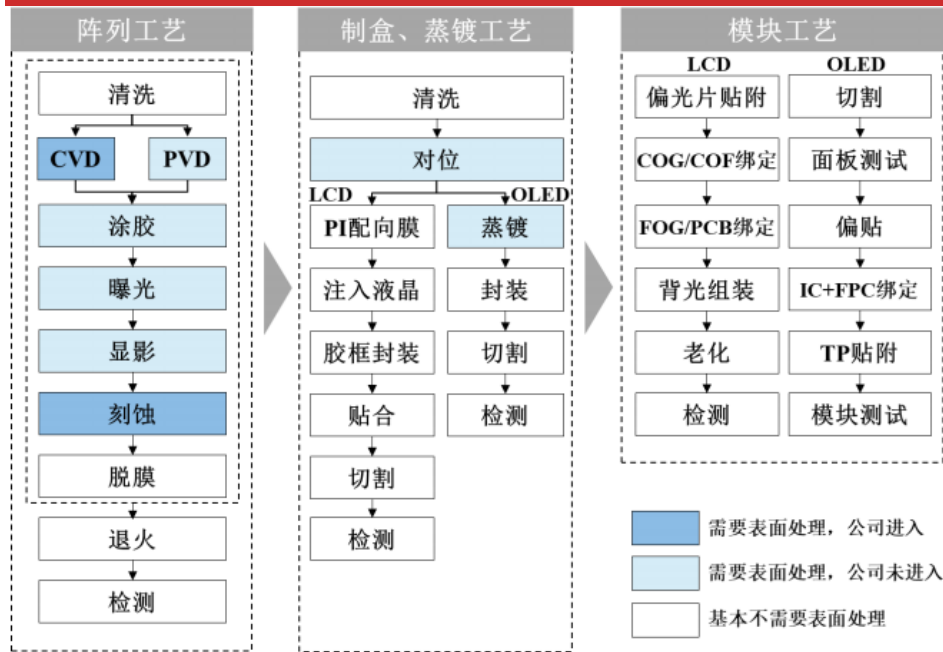 阵列工艺
清洗
CVD
PVD
涂胶
曝光
显影
刻蚀
脱膜
退火
检测
制盒、蒸镀工艺
清洗
对位
LCD
OLED
PI配向膜
注入液晶
胶框封装
贴合
切割
检测
蒸镀
封装
切割
检测
模块工艺
LCD
偏光片贴附
COG/COF绑定
FOG/PCB绑定
背光组装
老化
检测
OLED
切割
面板测试
偏贴
IC+FPC绑定
TP贴附
模块测试
需要表面处理，公司进入
需要表面处理，公司未进入
基本不需要表面处理